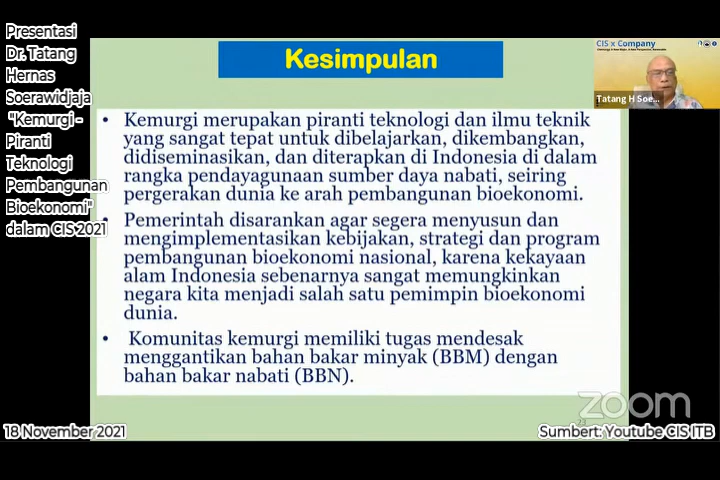 Presentasi
Dr. Tatang
Hernas
Soerawidjaja
"Kemurgi -
Piranti
Teknologi
Pembangunan
Bioekonomi"
dalam CIS 2021
Kesimpulan
CIS x Company
Tatang H Soe...
• Kemurgi merupakan piranti teknologi dan ilmu teknik
yang sangat tepat untuk dibelajarkan, dikembangkan,
didiseminasikan, dan diterapkan di Indonesia di dalam
rangka pendayagunaan sumber daya nabati, seiring
pergerakan dunia ke arah pembangunan bioekonomi.
• Pemerintah disarankan agar segera menyusun dan
mengimplementasikan kebijakan, strategi dan program
pembangunan bioekonomi nasional, karena kekayaan
alam Indonesia sebenarnya sangat memungkinkan
negara kita menjadi salah satu pemimpin bioekonomi
dunia.
• Komunitas kemurgi memiliki tugas mendesak
menggantikan bahan bakar minyak (BBM) dengan
bahan bakar nabati (BBN).
zoom
23
18 November 2021
Sumbert: Youtube CIS ITB